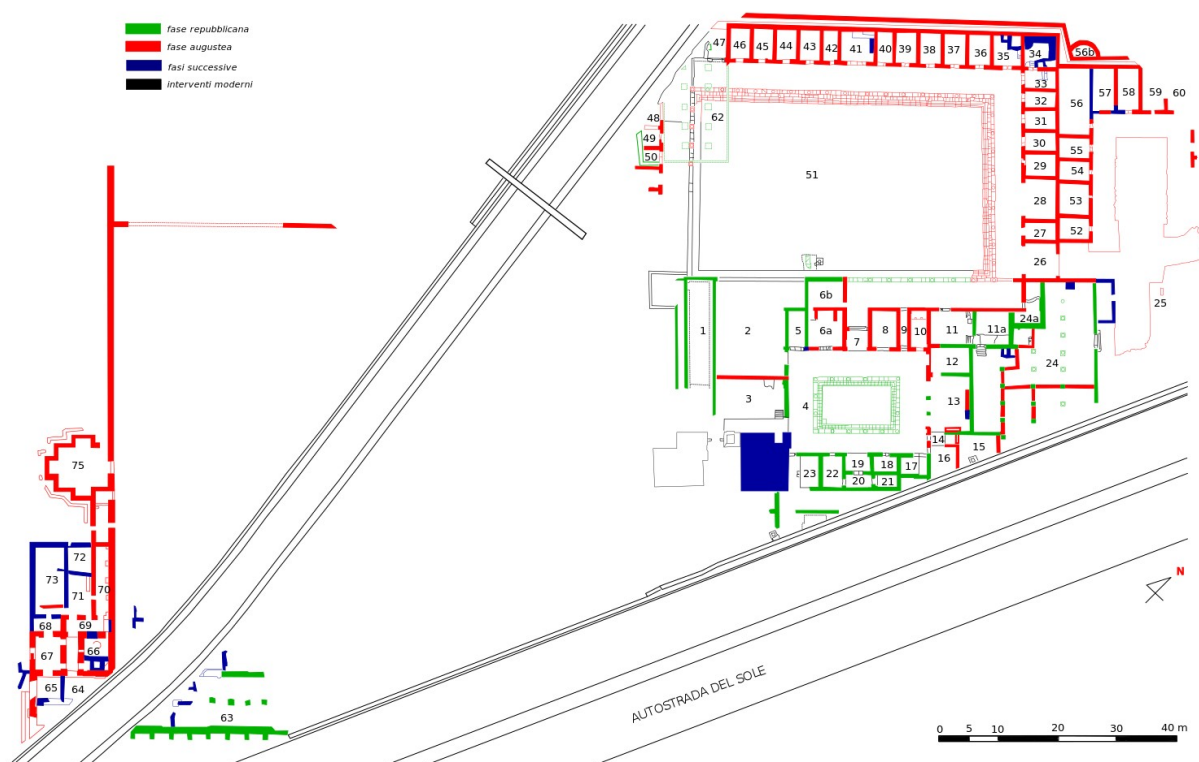 fase repubblicana
fase augustea
fasi successive
interventi moderni
47 46 45 44 43 42 41 40 39 38 37 36 35 34 56b
33 56 57 58 59 60
32
62
48 31
49 30 55
50 29 54
51
28 53
27 52
26
25
6b
1 2 5 6a 7 8 9 10 11 11a 24a
12 24
3 4 13
14 15
16
23 22 19 18 17
20 21
75
72
73 70
71
68 69
67 66
65 64
63
N
AUTOSTRADA DEL SOLE
0 5 10 20 30 40 m